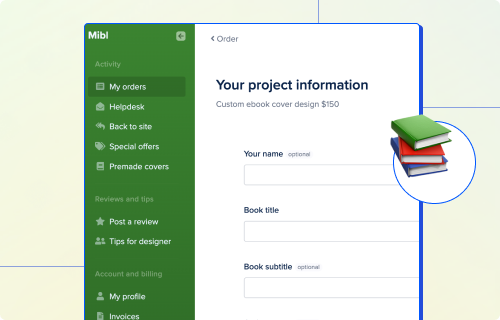 Mibl
Activity
My orders
Helpdesk
Back to site
Special offers
Premade covers
Reviews and tips
Post a review
Tips for designer
Account and billing
My profile
Invoices
Order
Your project information
Custom ebook cover design $150
Your name optional
Book title
Book subtitle optional